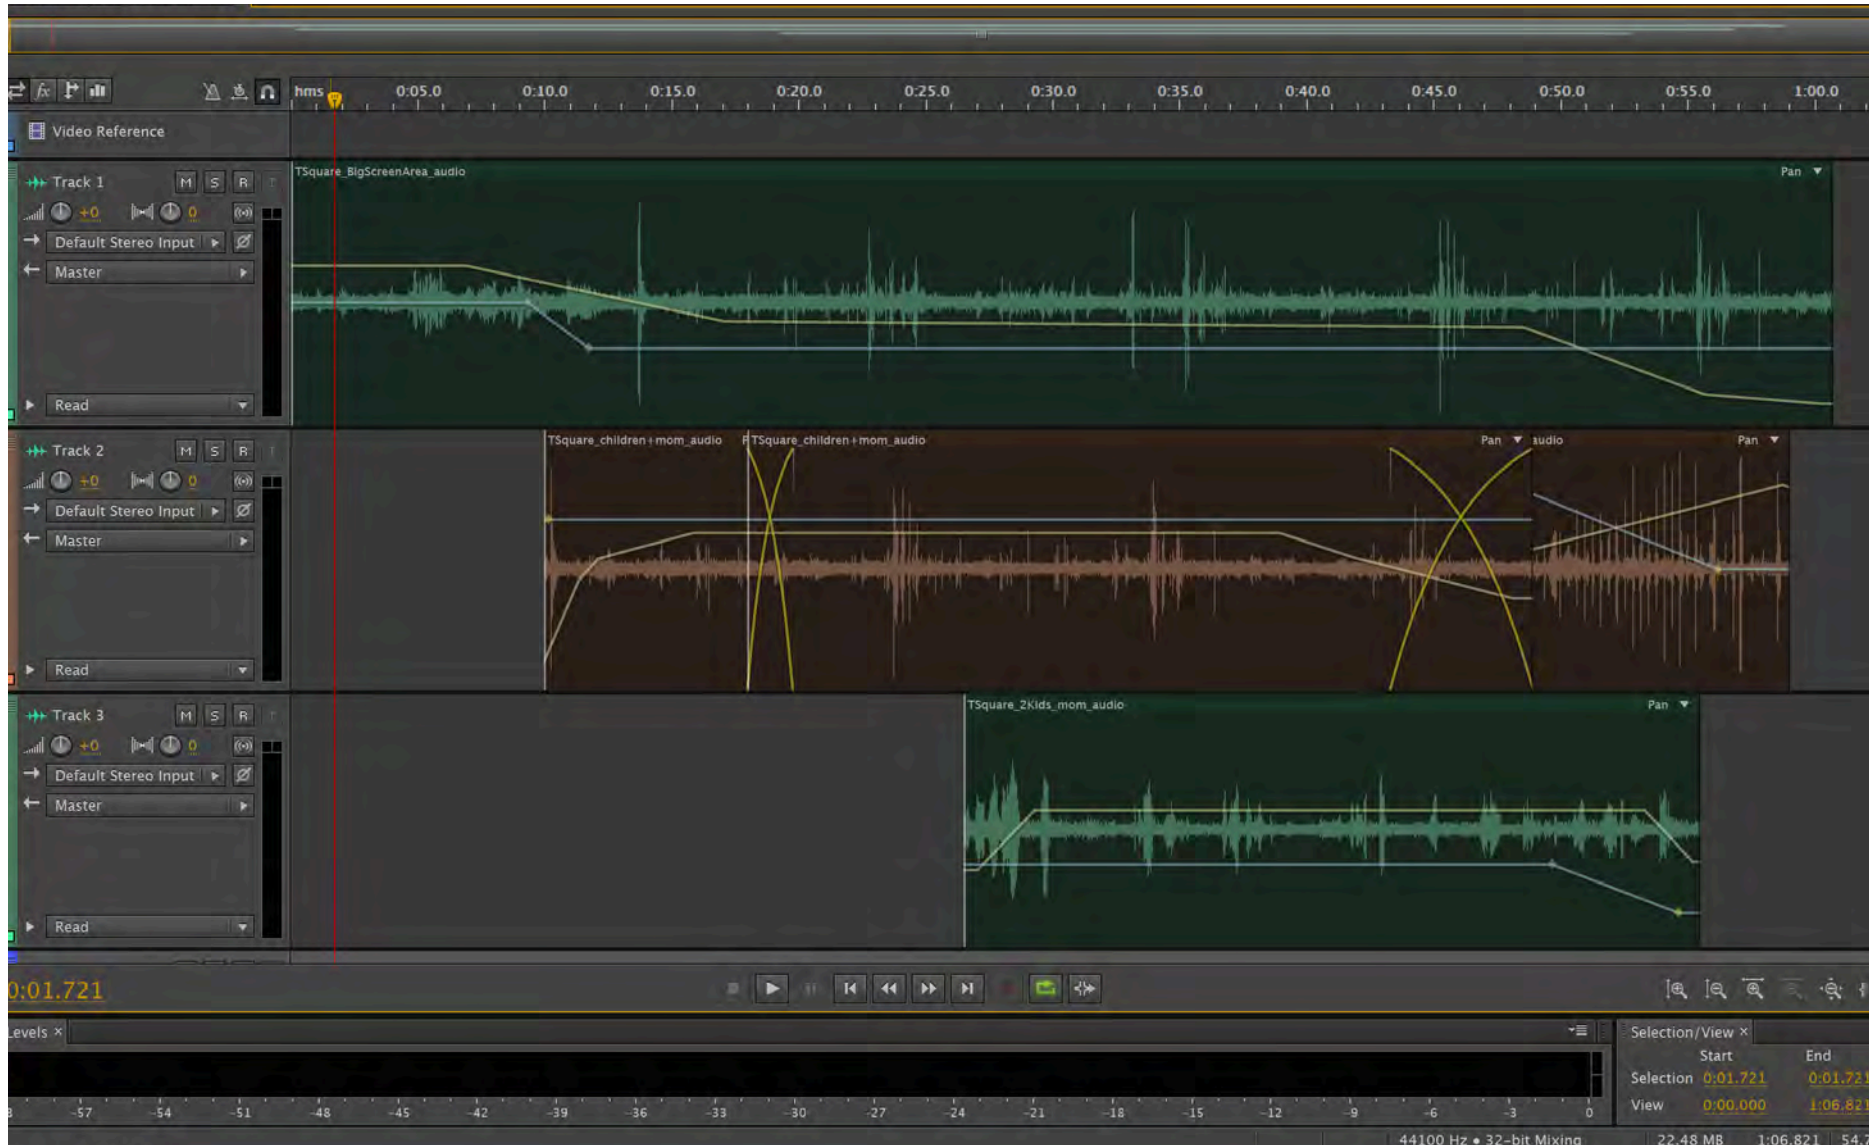 hms 0:05.0 0:10.0 0:15.0 0:20.0 0:25.0 0:30.0 0:35.0 0:40.0 0:45.0 0:50.0 0:55.0 1:00.0
Video Reference
Track 1 M S R
TSquare_BigScreenArea_audio Pan
+0 0
Default Stereo Input
Master
Read
Track 2 M S R
TSquare_children+mom_audio P TSquare_children+mom_audio Pan audio Pan
+0 0
Default Stereo Input
Master
Read
Track 3 M S R
TSquare_2Kids_mom_audio Pan
+0 0
Default Stereo Input
Master
Read
0:01.721
Levels ×
Selection/View ×
Start End
Selection 0:01.721 0:01.721
View 0:00.000 1:06.821
-57 -54 -51 -48 -45 -42 -39 -36 -33 -30 -27 -24 -21 -18 -15 -12 -9 -6 -3 0
44100 Hz • 32-bit Mixing 22.48 MB 1:06.821